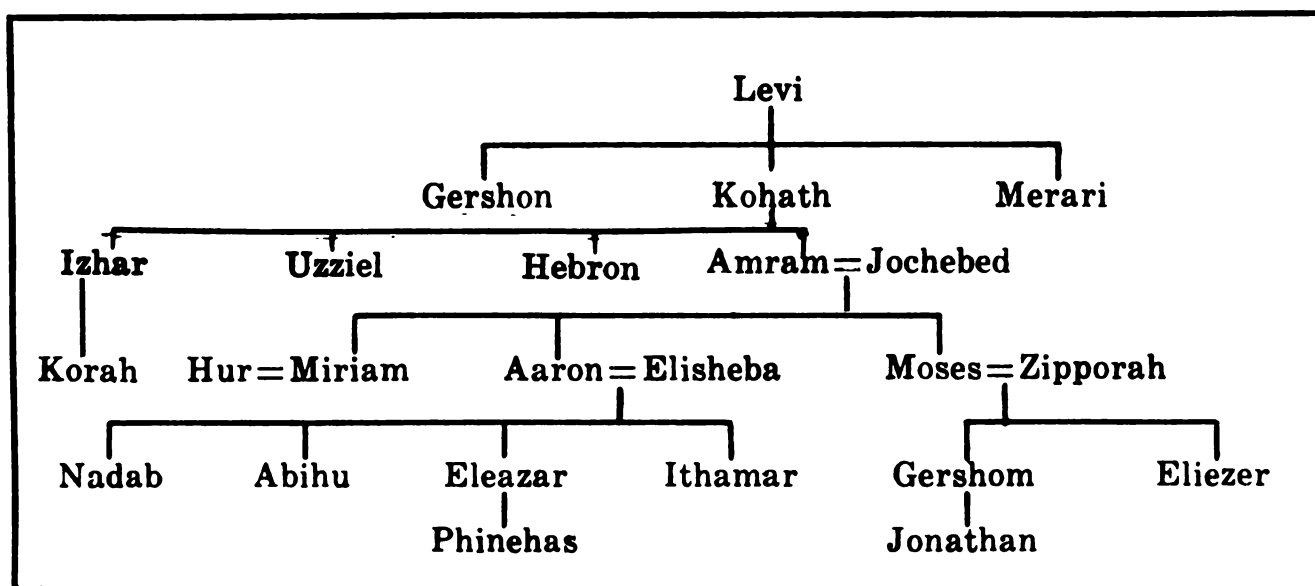 Levi
Gershon Kohath Merari
Izhar Uzziel Hebron Amram=Jochebed
Korah Hur=Miriam Aaron=Elisheba Moses=Zipporah
Nadab Abihu Eleazar Ithamar Gershom Eliezer
Phinehas Jonathan